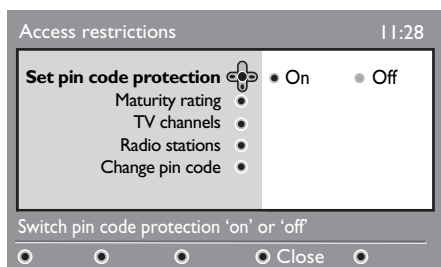 Access restrictions 11:28
Set pin code protection On Off
Maturity rating
TV channels
Radio stations
Change pin code
Switch pin code protection ‘on’ or ‘off’
Close